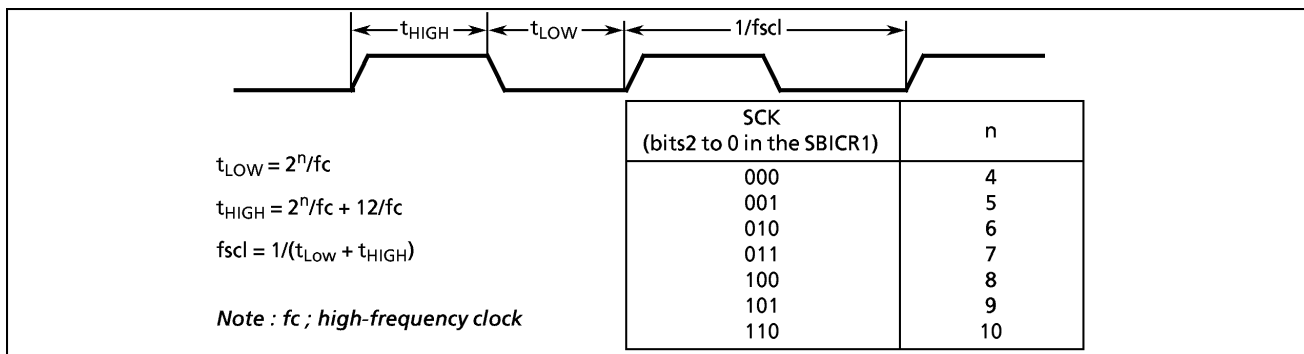 tHIGH tLOW 1/fscl
SCK
(bits2 to 0 in the SBICR1) n
tLOW = 2ⁿ/fc
tHIGH = 2ⁿ/fc + 12/fc
fscl = 1/(tLow + tHIGH)
Note : fc ; high-frequency clock
000 4
001 5
010 6
011 7
100 8
101 9
110 10